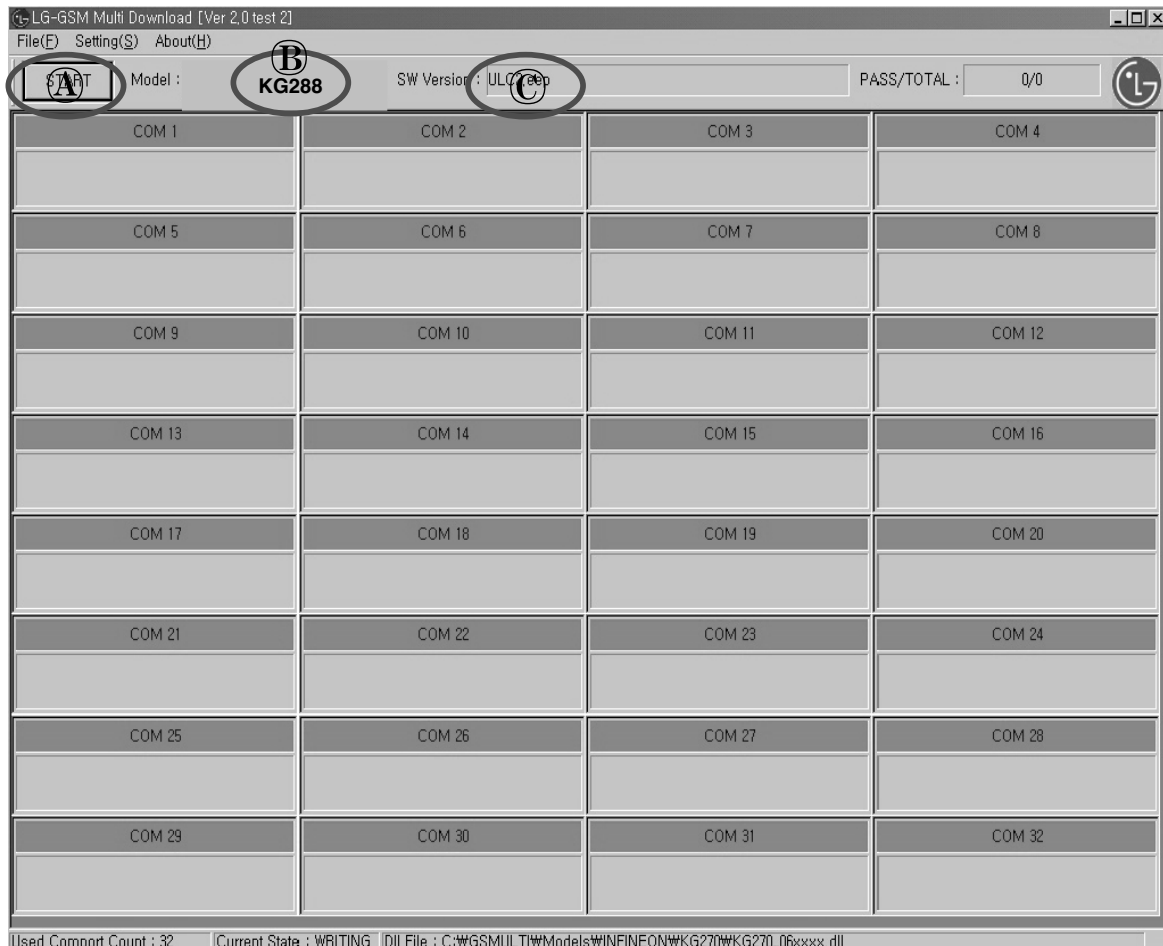 LG-GSM Multi Download [Ver 2,0 test 2]
File(F) Setting(S) About(H)
B
START A Model : KG288 SW Version : C PASS/TOTAL : 0/0
COM 1 COM 2 COM 3 COM 4
COM 5 COM 6 COM 7 COM 8
COM 9 COM 10 COM 11 COM 12
COM 13 COM 14 COM 15 COM 16
COM 17 COM 18 COM 19 COM 20
COM 21 COM 22 COM 23 COM 24
COM 25 COM 26 COM 27 COM 28
COM 29 COM 30 COM 31 COM 32
Used Comport Count : 32 Current State : WRITING Dll File : C:₩GSMULTI₩Models₩INFINEON₩KG270₩KG270_06xxxx.dll